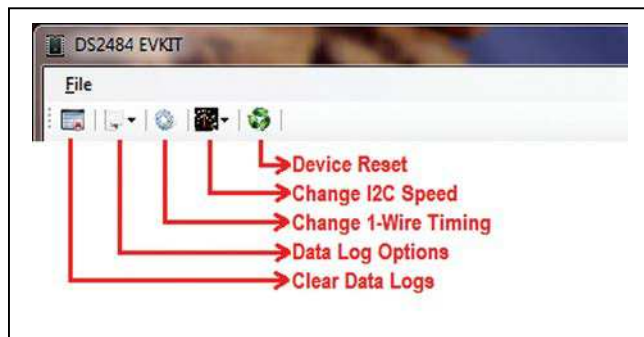 DS2484 EVKIT
File
Device Reset
Change I2C Speed
Change 1-Wire Timing
Data Log Options
Clear Data Logs